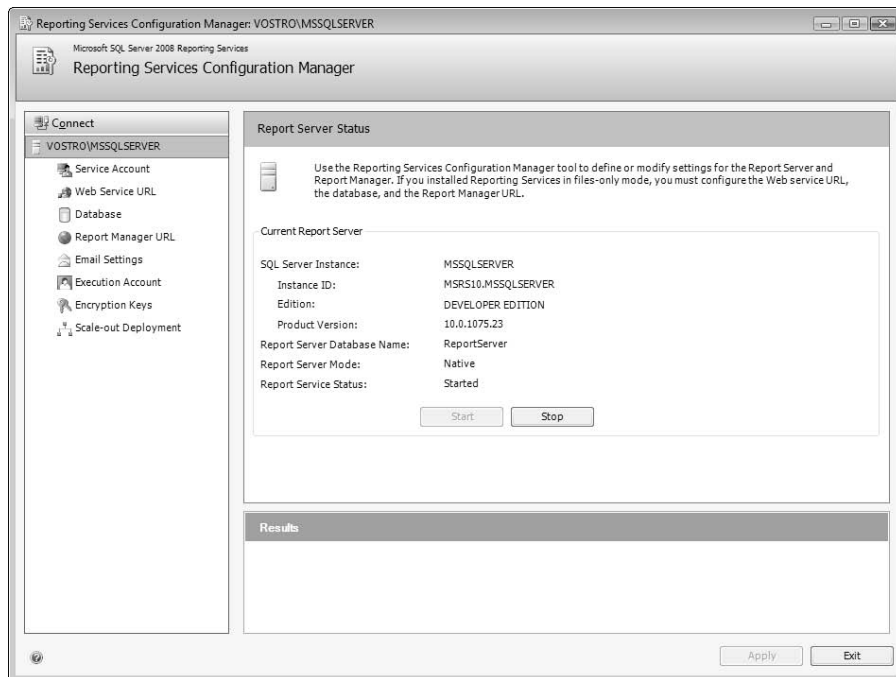 Reporting Services Configuration Manager: VOSTRO\MSSQLSERVER
Microsoft SQL Server 2008 Reporting Services
Reporting Services Configuration Manager
Connect
VOSTRO\MSSQLSERVER
Service Account
Web Service URL
Database
Report Manager URL
Email Settings
Execution Account
Encryption Keys
Scale-out Deployment
Report Server Status
Use the Reporting Services Configuration Manager tool to define or modify settings for the Report Server and
Report Manager. If you installed Reporting Services in files-only mode, you must configure the Web service URL,
the database, and the Report Manager URL.
Current Report Server
SQL Server Instance: MSSQLSERVER
Instance ID: MSRS10.MSSQLSERVER
Edition: DEVELOPER EDITION
Product Version: 10.0.1075.23
Report Server Database Name: ReportServer
Report Server Mode: Native
Report Service Status: Started
Start Stop
Results
Apply Exit